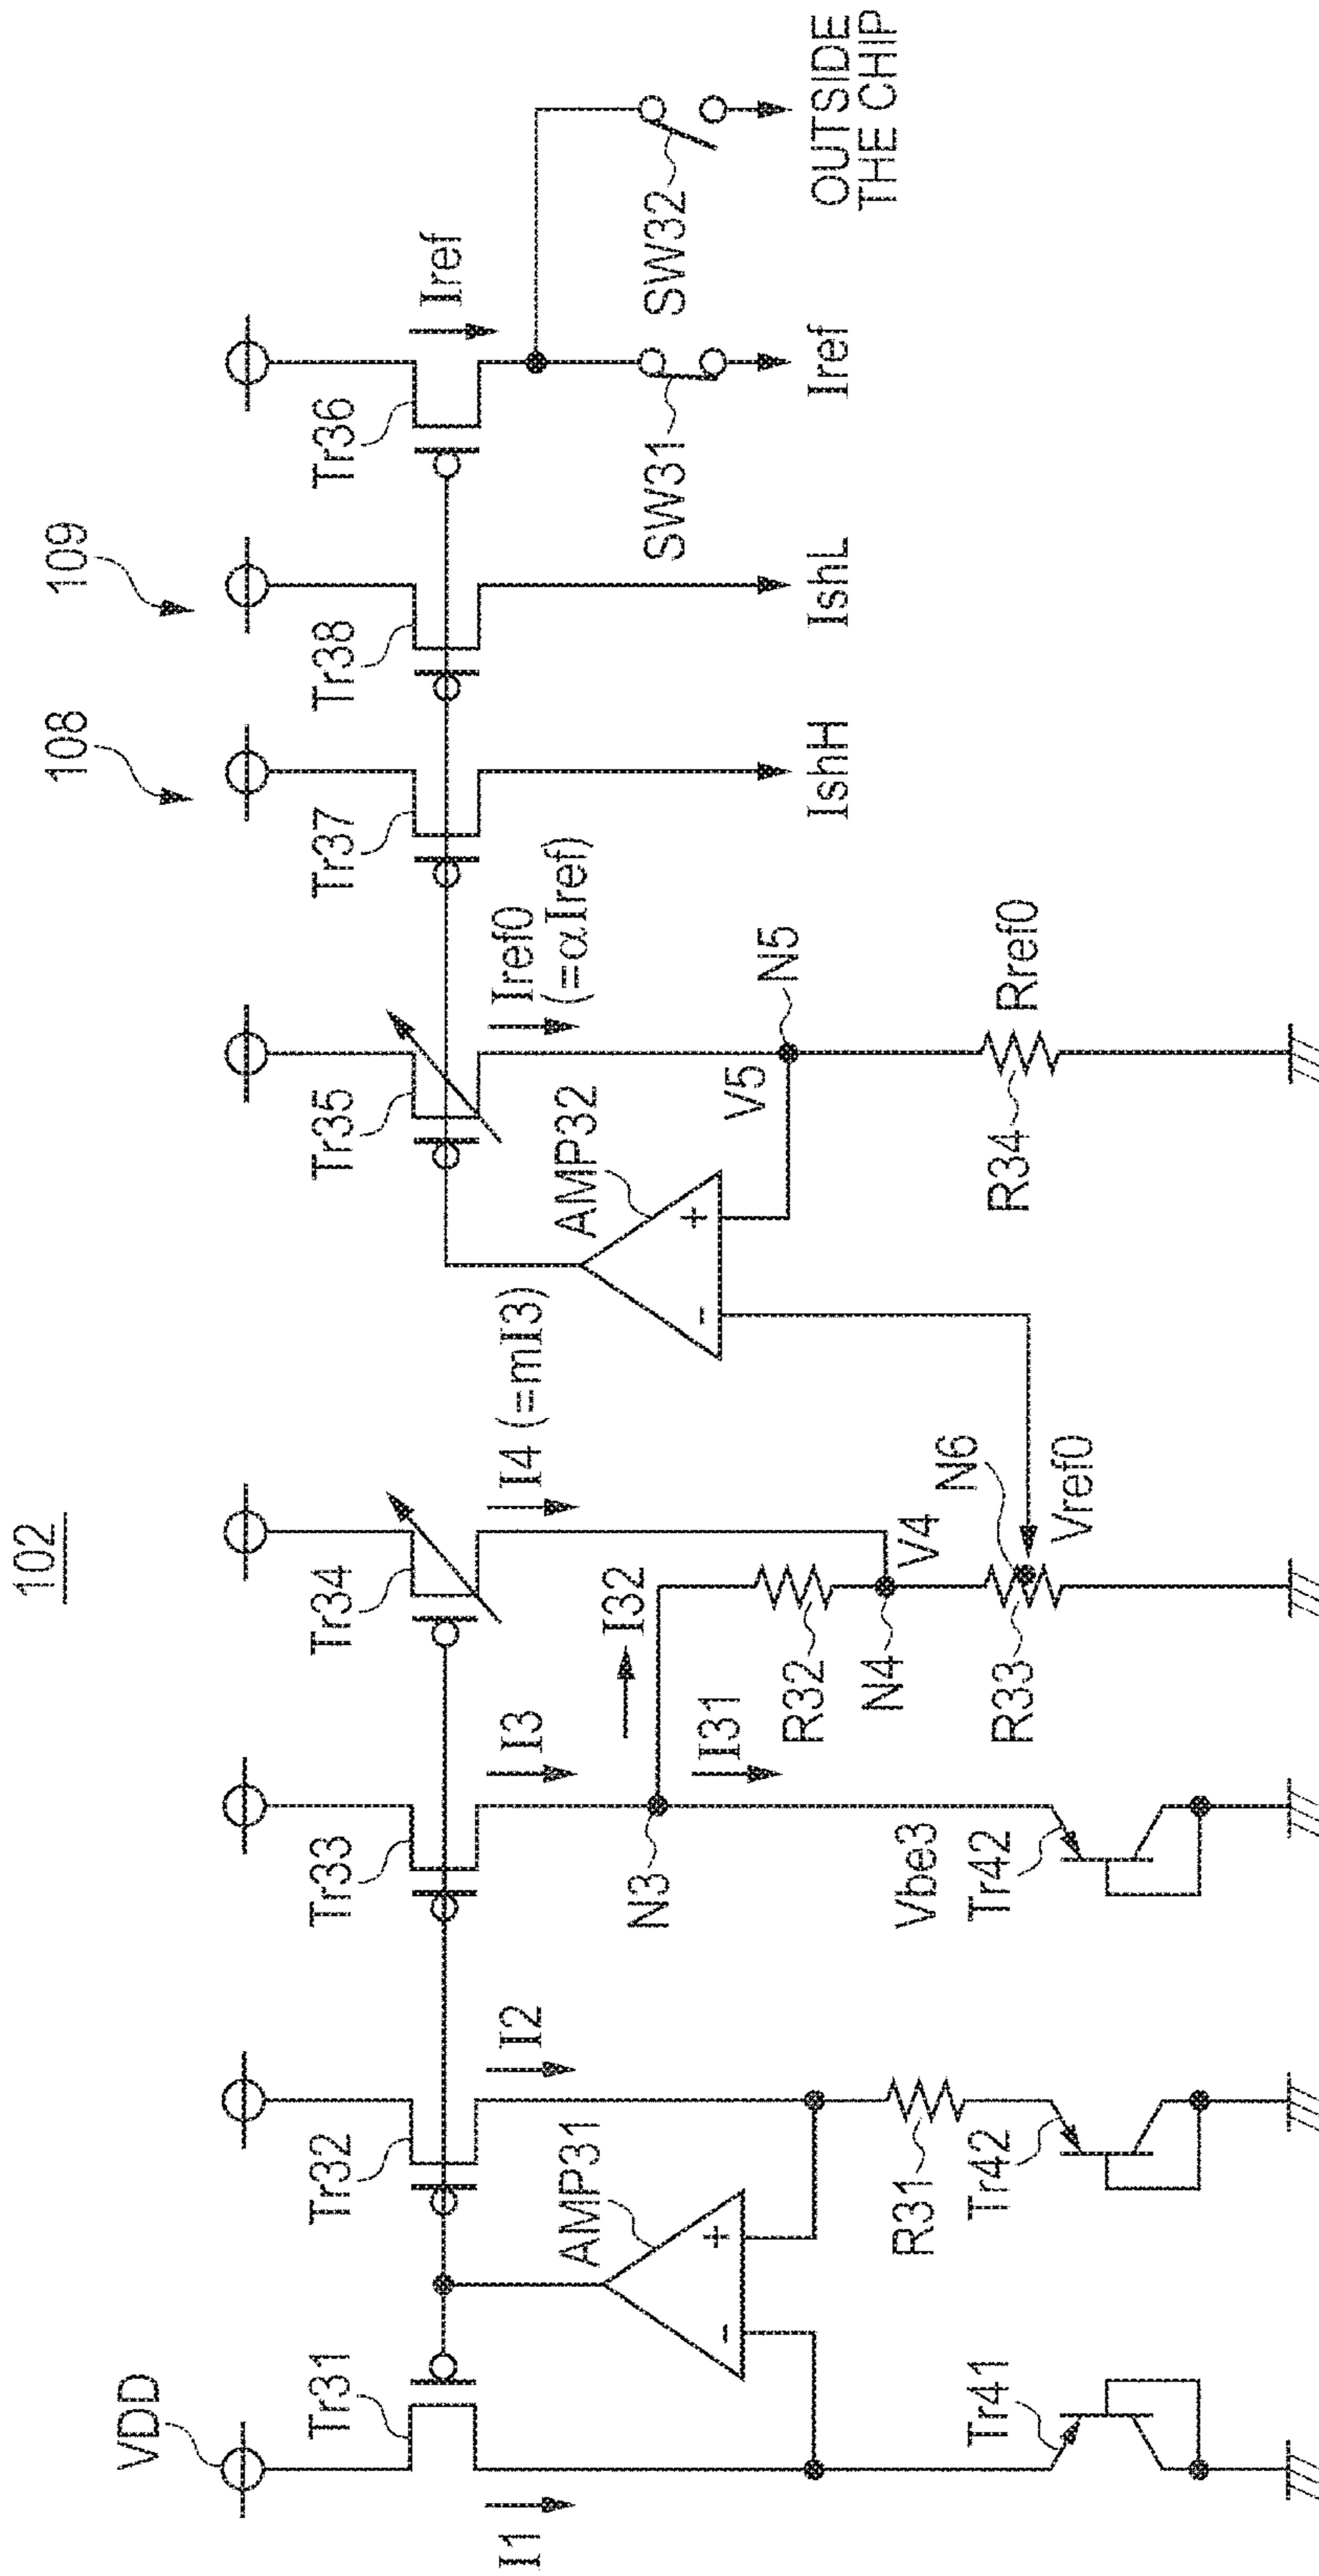 102
108
109
VDD
Tr31
Tr32
Tr33
Tr34
Tr35
Tr37
Tr38
Tr36
I1
I2
I3
I4 (=mI3)
Iref0
(=αIref)
Iref
AMP31
+
-
AMP32
+
-
N3
I32
I31
Vbe3
R31
R32
N4
V4
R33
N6
Vref0
V5
N5
R34
Rref0
Tr41
Tr42
Tr42
IshH
IshL
SW31
SW32
Iref
OUTSIDE
THE CHIP